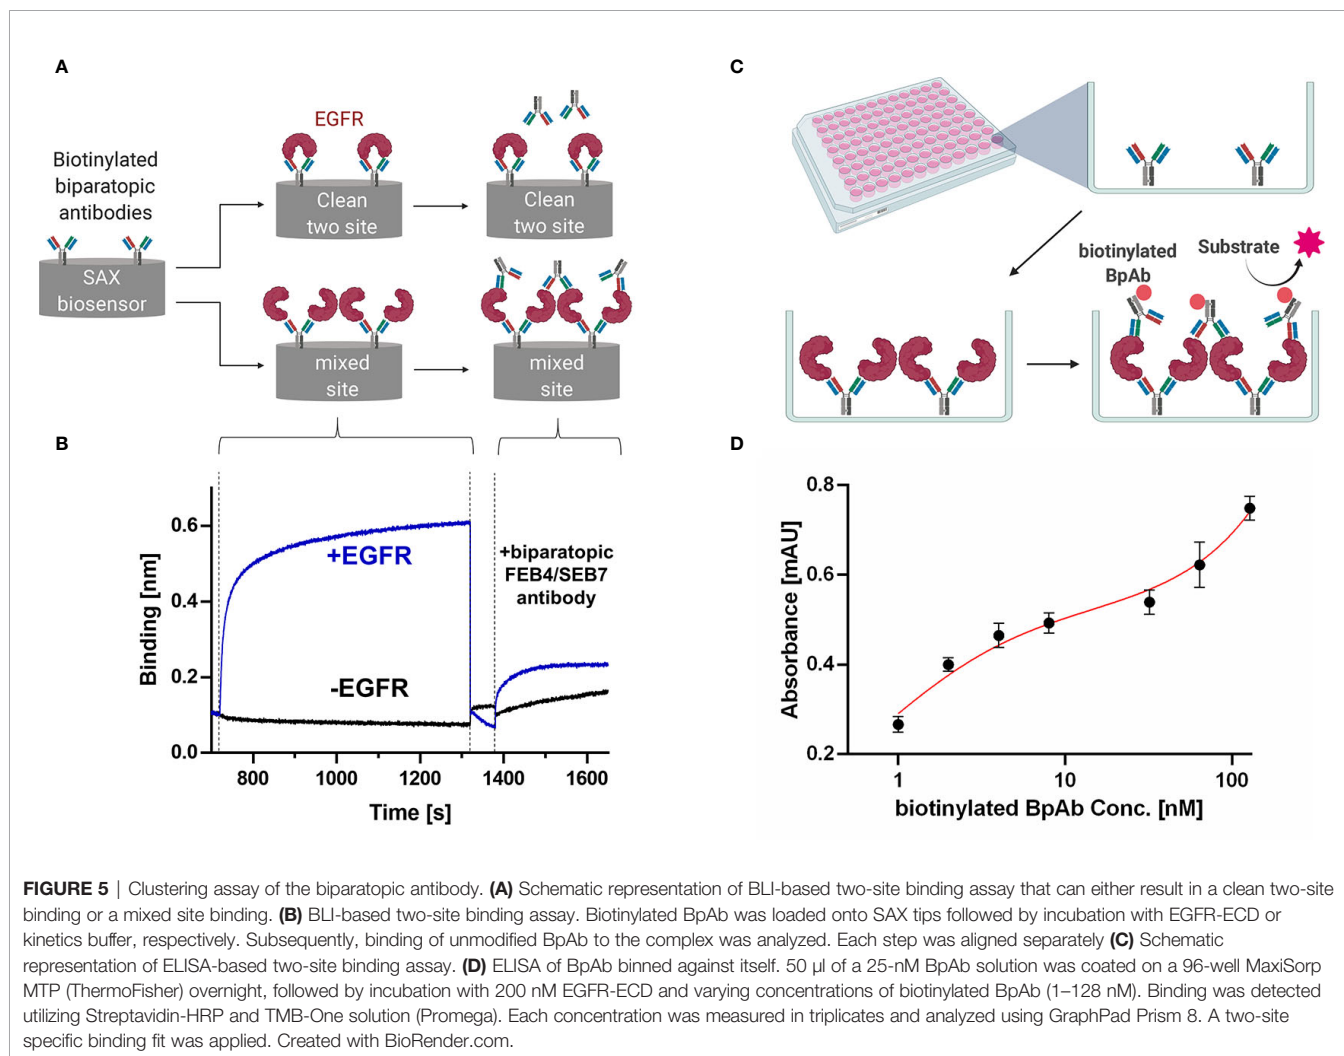 A
EGFR
Biotinylated
biparatopic
antibodies
SAX
biosensor
Clean
two site
Clean
two site
mixed
site
mixed
site
B
Binding [nm]
0.6
0.4
0.2
0.0
+EGFR
-EGFR
+biparatopic
FEB4/SEB7
antibody
800
1000
1200
1400
1600
Time [s]
C
biotinylated
BpAb
Substrate
D
Absorbance [mAU]
0.8
0.6
0.4
0.2
1
10
100
biotinylated BpAb Conc. [nM]
FIGURE 5 | Clustering assay of the biparatopic antibody. (A) Schematic representation of BLI-based two-site binding assay that can either result in a clean two-site
binding or a mixed site binding. (B) BLI-based two-site binding assay. Biotinylated BpAb was loaded onto SAX tips followed by incubation with EGFR-ECD or
kinetics buffer, respectively. Subsequently, binding of unmodified BpAb to the complex was analyzed. Each step was aligned separately (C) Schematic
representation of ELISA-based two-site binding assay. (D) ELISA of BpAb binned against itself. 50 µl of a 25-nM BpAb solution was coated on a 96-well MaxiSorp
MTP (ThermoFisher) overnight, followed by incubation with 200 nM EGFR-ECD and varying concentrations of biotinylated BpAb (1–128 nM). Binding was detected
utilizing Streptavidin-HRP and TMB-One solution (Promega). Each concentration was measured in triplicates and analyzed using GraphPad Prism 8. A two-site
specific binding fit was applied. Created with BioRender.com.